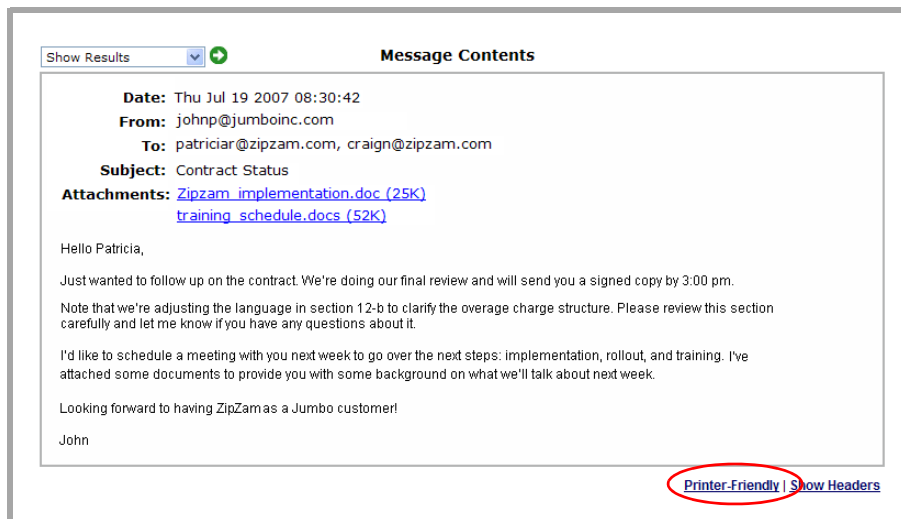 Show Results
Message Contents
Date: Thu Jul 19 2007 08:30:42
From: johnp@jumboinc.com
To: patriciar@zipzam.com, craign@zipzam.com
Subject: Contract Status
Attachments: Zipzam_implementation.doc (25K)
training_schedule.docs (52K)
Hello Patricia,
Just wanted to follow up on the contract. We're doing our final review and will send you a signed copy by 3:00 pm.
Note that we're adjusting the language in section 12-b to clarify the overage charge structure. Please review this section
carefully and let me know if you have any questions about it.
I'd like to schedule a meeting with you next week to go over the next steps: implementation, rollout, and training. I've
attached some documents to provide you with some background on what we'll talk about next week.
Looking forward to having ZipZam as a Jumbo customer!
John
Printer-Friendly | Show Headers